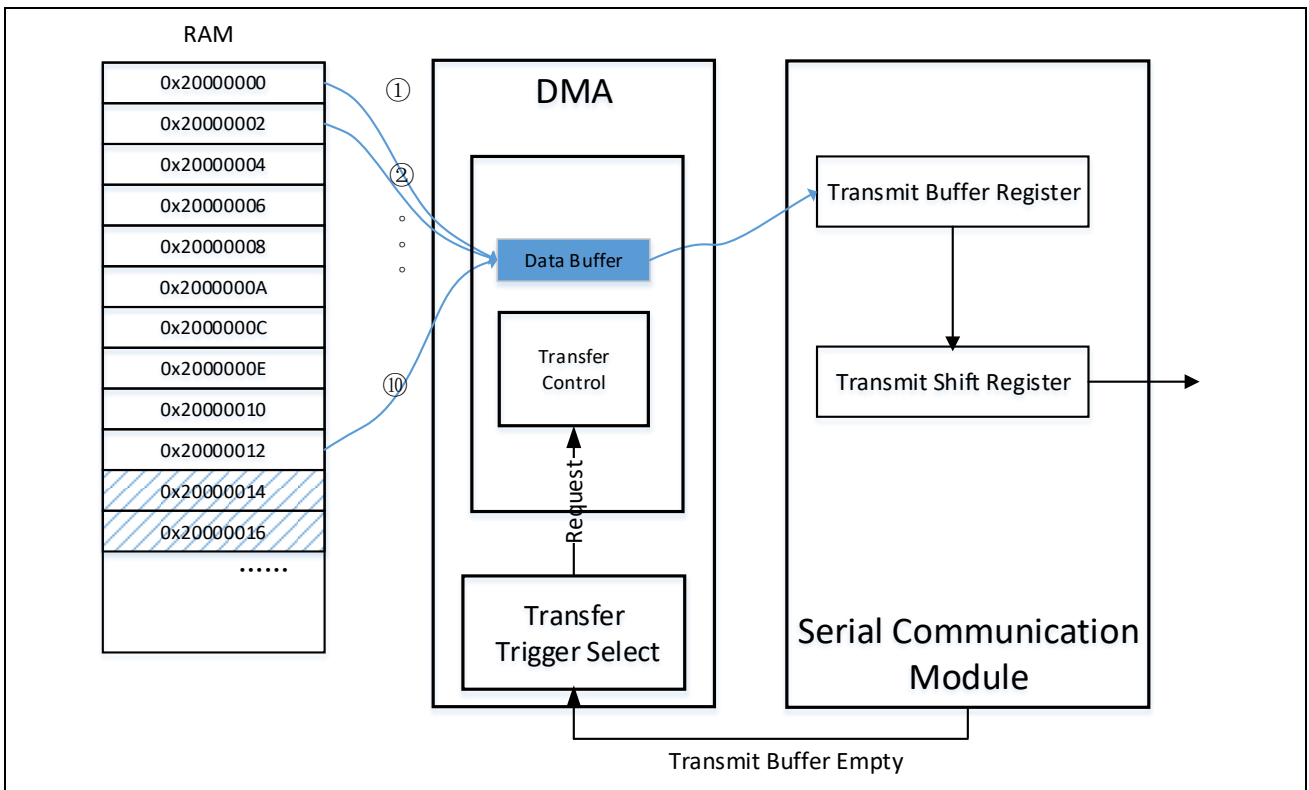 RAM
0x20000000
0x20000002
0x20000004
0x20000006
0x20000008
0x2000000A
0x2000000C
0x2000000E
0x20000010
0x20000012
0x20000014
0x20000016
......
①
②
⑩
DMA
Data Buffer
Transfer
Control
Request
Transfer
Trigger Select
Transmit Buffer Register
Transmit Shift Register
Serial Communication
Module
Transmit Buffer Empty